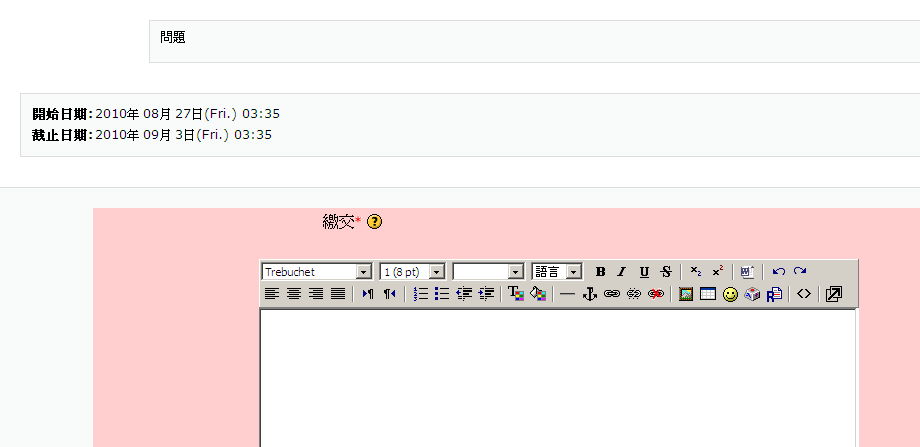 問題
開始日期:2010年 08月 27日(Fri.) 03:35
截止日期:2010年 09月 3日(Fri.) 03:35
繳交*
Trebuchet 1 (8 pt) 語言 B I U S x₂ x²